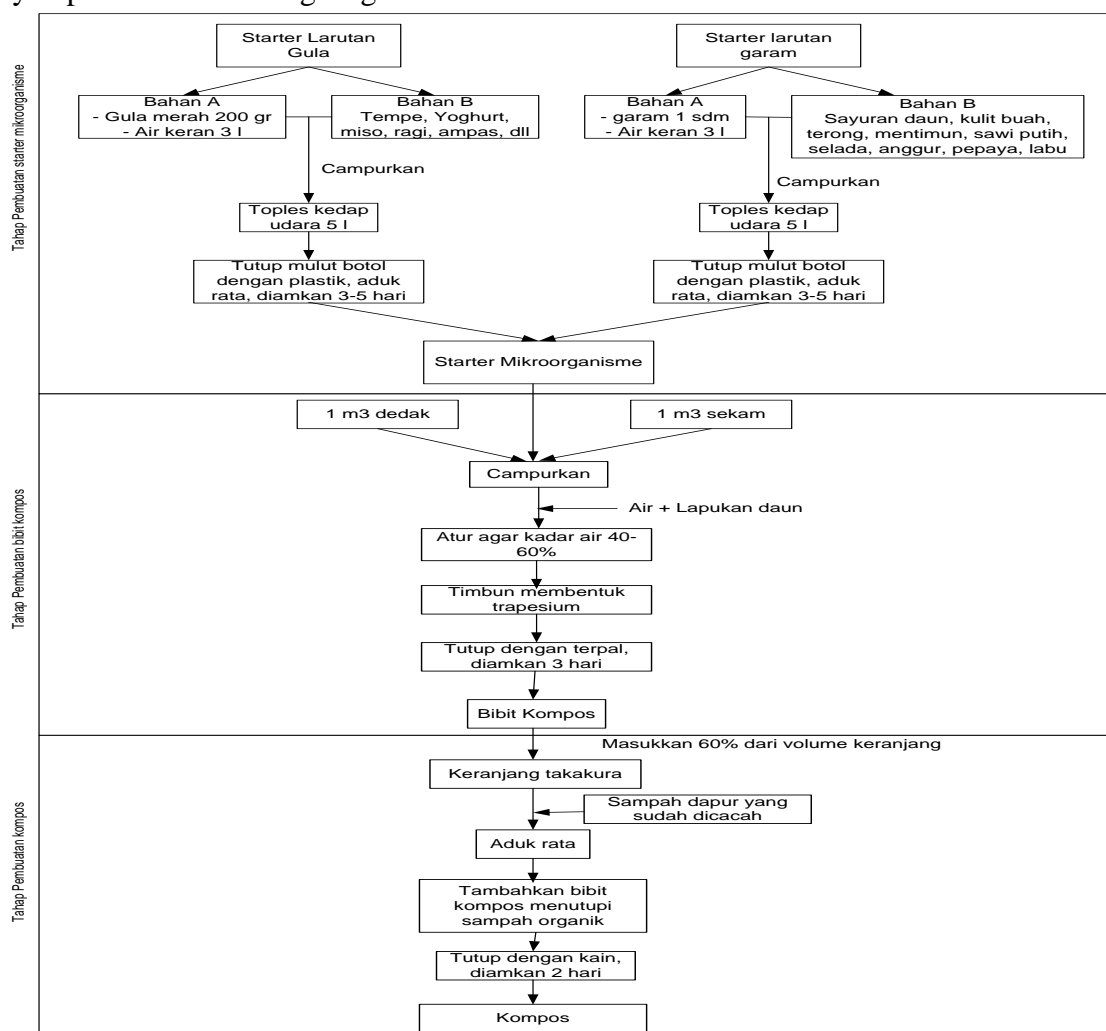 Tahap Pembuatan starter mikroorganisme
Starter Larutan
Gula
Starter larutan
garam
Bahan A
- Gula merah 200 gr
- Air keran 3 l
Bahan B
Tempe, Yoghurt,
miso, ragi, ampas, dll
Bahan A
- garam 1 sdm
- Air keran 3 l
Bahan B
Sayuran daun, kulit buah,
terong, mentimun, sawi putih,
selada, anggur, pepaya, labu
Campurkan
Campurkan
Toples kedap
udara 5 l
Toples kedap
udara 5 l
Tutup mulut botol
dengan plastik, aduk
rata, diamkan 3-5 hari
Tutup mulut botol
dengan plastik, aduk
rata, diamkan 3-5 hari
Starter Mikroorganisme
Tahap Pembuatan bibit kompos
1 m3 dedak
1 m3 sekam
Campurkan
Air + Lapukan daun
Atur agar kadar air 40-
60%
Timbun membentuk
trapesium
Tutup dengan terpal,
diamkan 3 hari
Bibit Kompos
Tahap Pembuatan kompos
Masukkan 60% dari volume keranjang
Keranjang takakura
Sampah dapur yang
sudah dicacah
Aduk rata
Tambahkan bibit
kompos menutupi
sampah organik
Tutup dengan kain,
diamkan 2 hari
Kompos